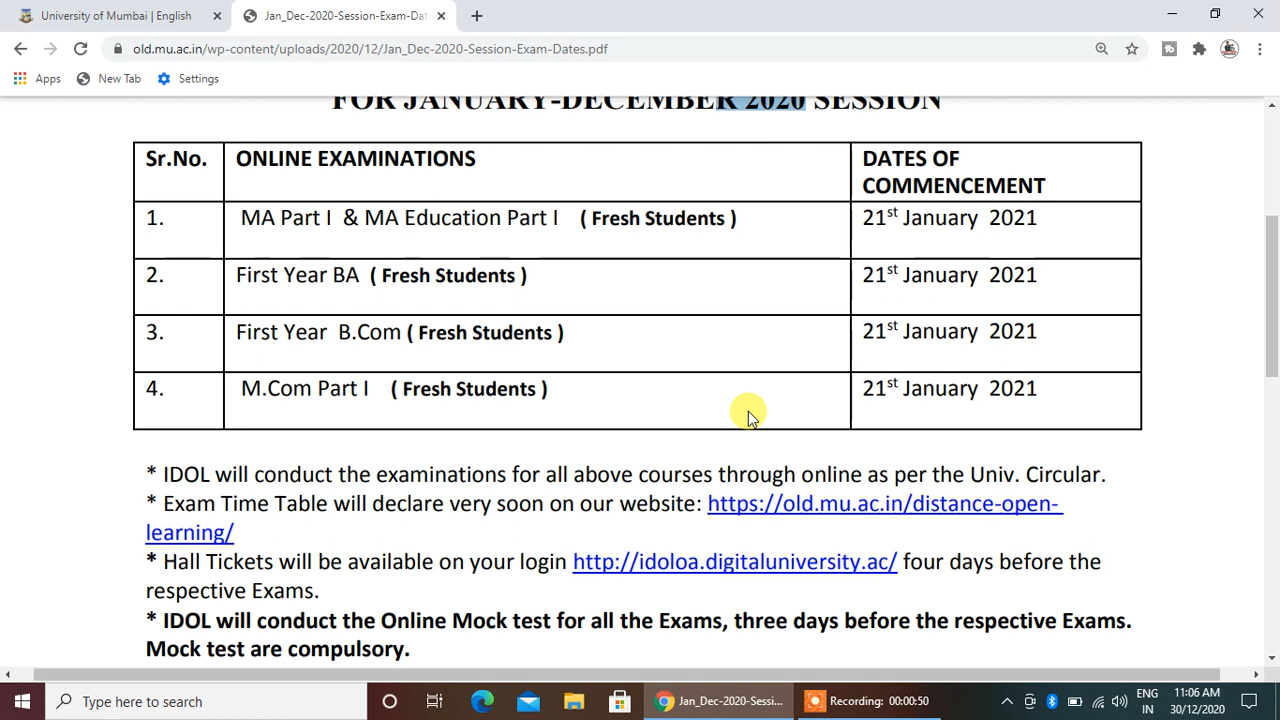 University of Mumbai | English
Jan_Dec-2020-Session-Exam-Dat
old.mu.ac.in/wp-content/uploads/2020/12/Jan_Dec-2020-Session-Exam-Dates.pdf
Apps New Tab Settings
FOR JANUARY-DECEMBER 2020 SESSION
Sr.No. ONLINE EXAMINATIONS DATES OF
COMMENCEMENT
1. MA Part I & MA Education Part I ( Fresh Students ) 21st January 2021
2. First Year BA ( Fresh Students ) 21st January 2021
3. First Year B.Com ( Fresh Students ) 21st January 2021
4. M.Com Part I ( Fresh Students ) 21st January 2021
* IDOL will conduct the examinations for all above courses through online as per the Univ. Circular.
* Exam Time Table will declare very soon on our website: https://old.mu.ac.in/distance-open-
learning/
* Hall Tickets will be available on your login http://idoloa.digitaluniversity.ac/ four days before the
respective Exams.
* IDOL will conduct the Online Mock test for all the Exams, three days before the respective Exams.
Mock test are compulsory.
Type here to search
Jan_Dec-2020-Sessi...
Recording: 00:00:50
ENG
IN
11:06 AM
30/12/2020